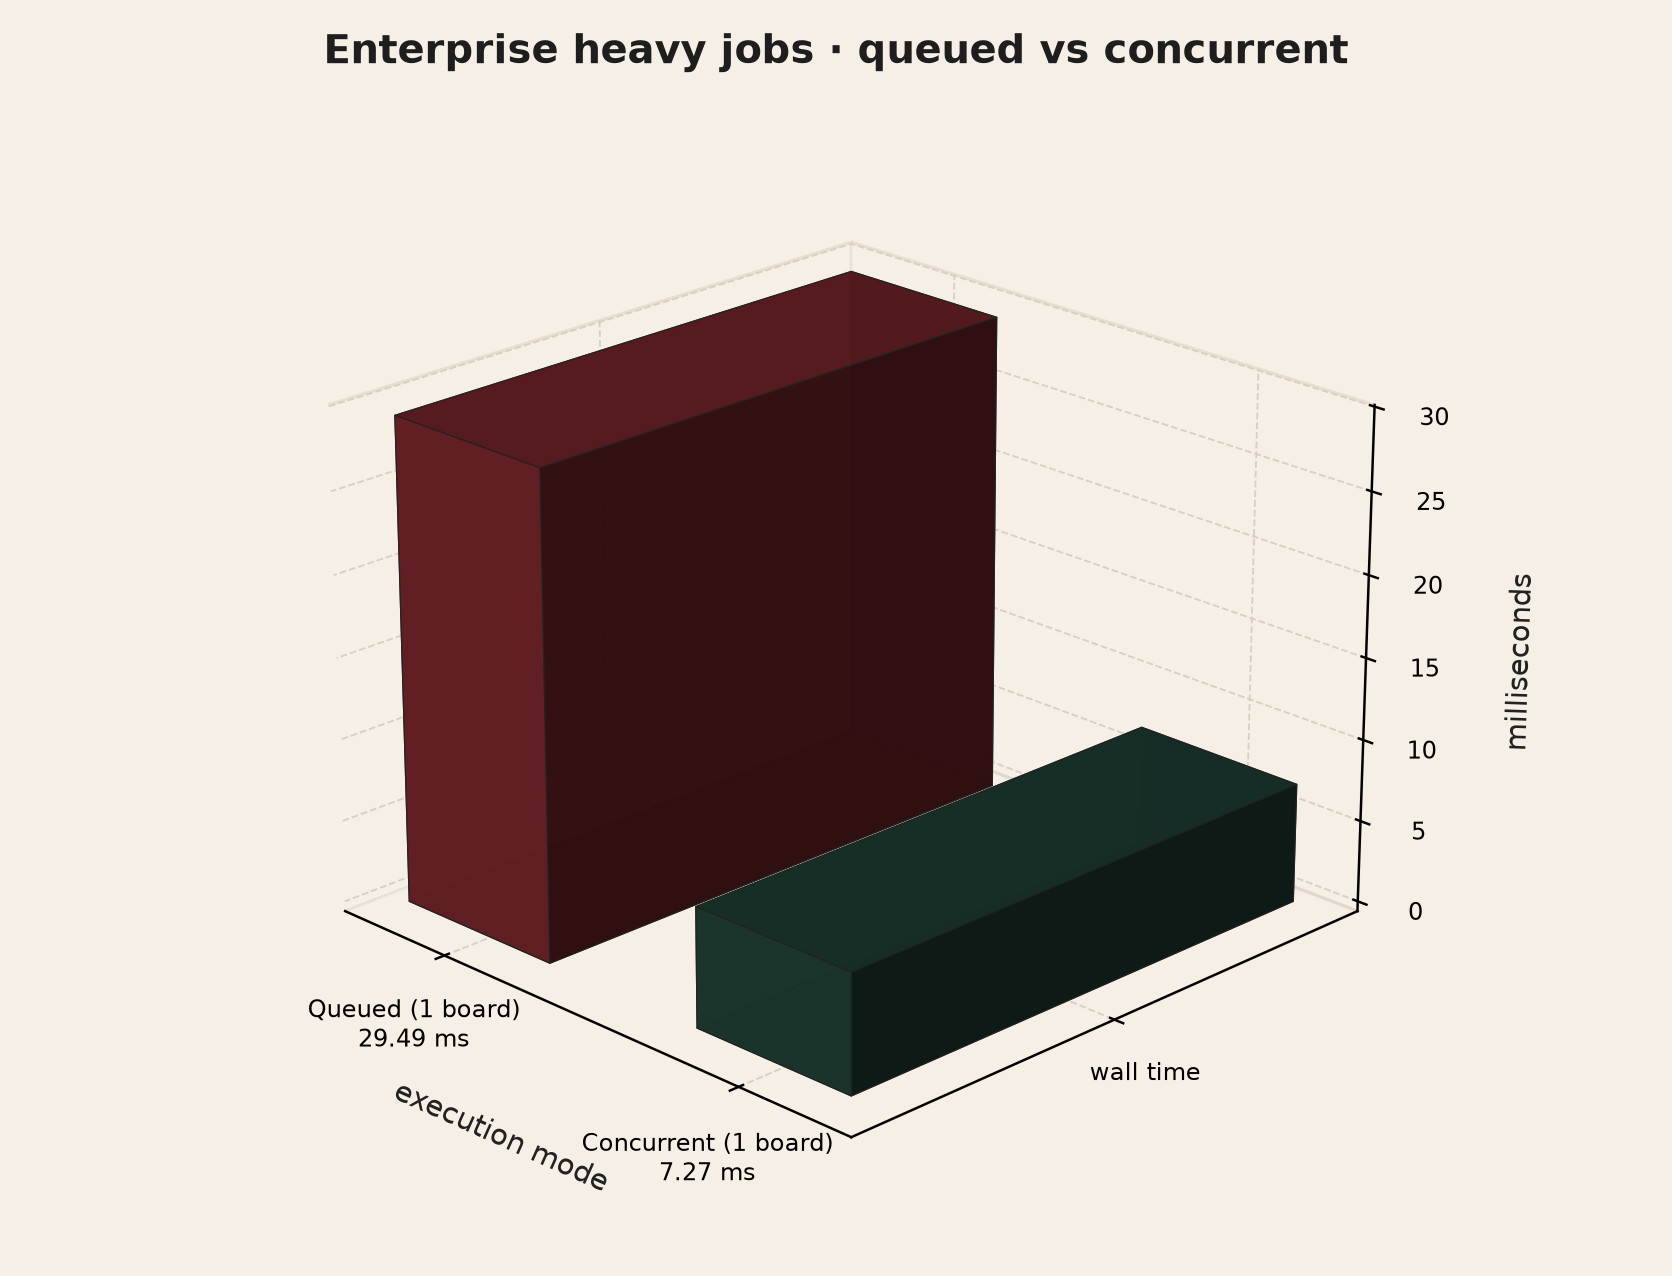 Enterprise heavy jobs · queued vs concurrent
30
25
20
15
10
5
0
milliseconds
Queued (1 board)
29.49 ms
execution mode
Concurrent (1 board)
7.27 ms
wall time